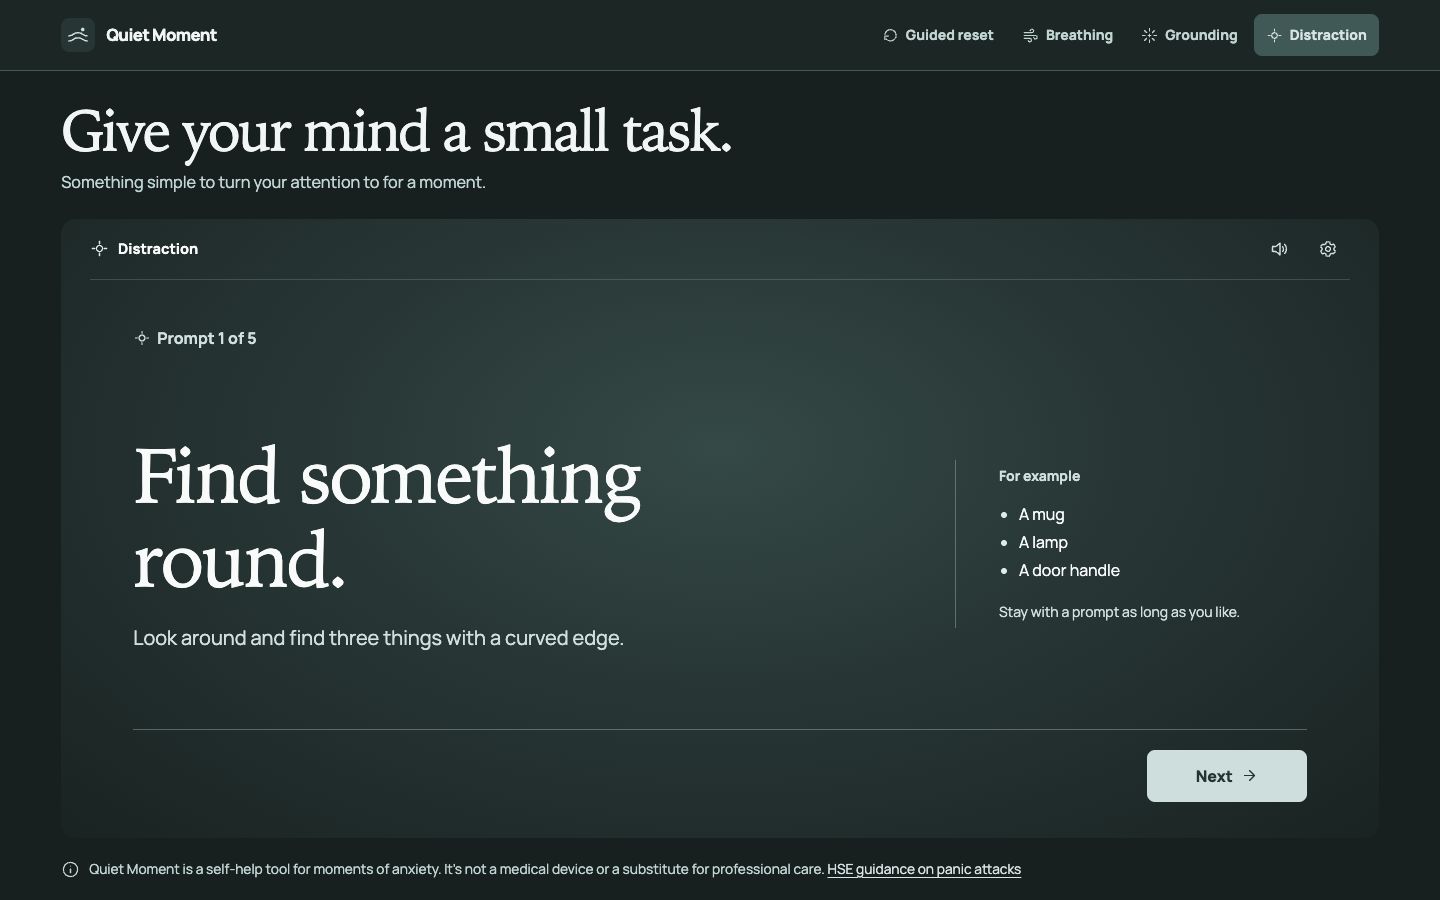 Quiet Moment
Guided reset
Breathing
Grounding
Distraction
Give your mind a small task.
Something simple to turn your attention to for a moment.
Distraction
Prompt 1 of 5
Find something
round.
Look around and find three things with a curved edge.
For example
A mug
A lamp
A door handle
Stay with a prompt as long as you like.
Next
Quiet Moment is a self-help tool for moments of anxiety. It's not a medical device or a substitute for professional care. HSE guidance on panic attacks